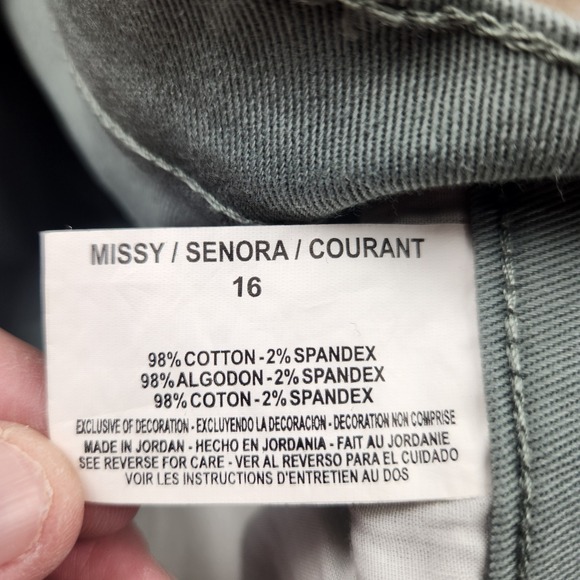 MISSY / SENORA / COURANT
16
98% COTTON - 2% SPANDEX
98% ALGODON - 2% SPANDEX
98% COTON - 2% SPANDEX
EXCLUSIVE OF DECORATION - EXCLUYENDO LA DECORACION - DECORATION NON COMPRISE
MADE IN JORDAN - HECHO EN JORDANIA - FAIT AU JORDANIE
SEE REVERSE FOR CARE - VER AL REVERSO PARA EL CUIDADO
VOIR LES INSTRUCTIONS D'ENTRETIEN AU DOS